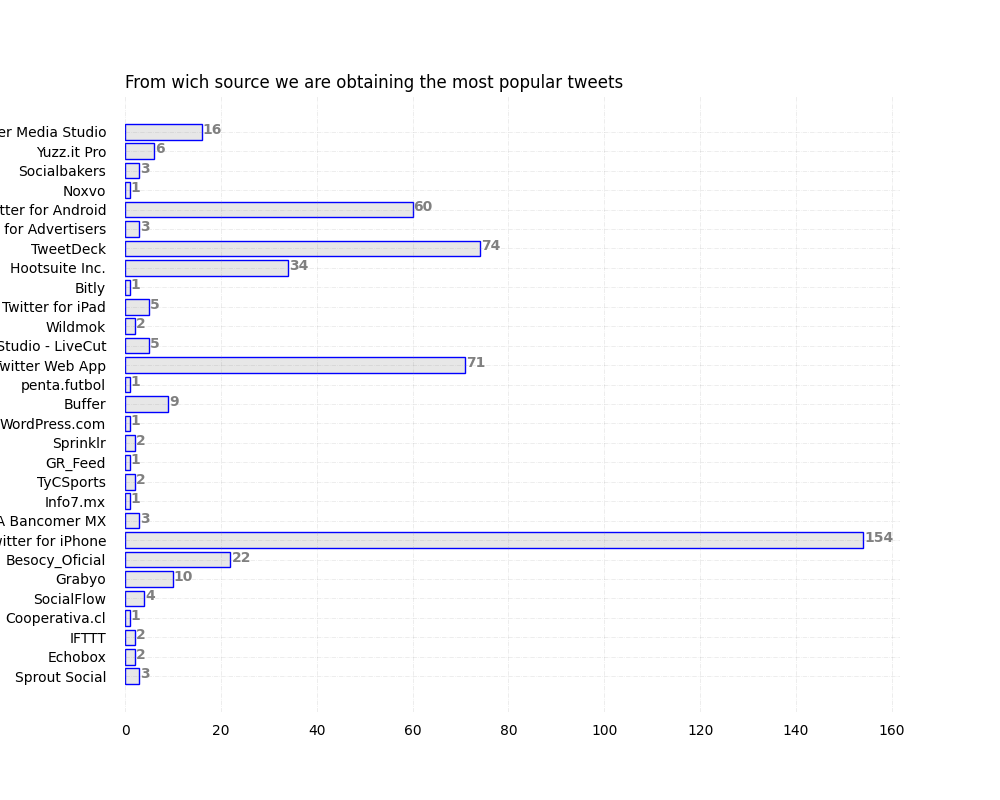 From wich source we are obtaining the most popular tweets
er Media Studio 16
Yuzz.it Pro 6
Socialbakers 3
Noxvo 1
tter for Android 60
for Advertisers 3
TweetDeck 74
Hootsuite Inc. 34
Bitly 1
Twitter for iPad 5
Wildmok 2
Studio - LiveCut 5
witter Web App 71
penta.futbol 1
Buffer 9
WordPress.com 1
Sprinklr 2
GR_Feed 1
TyCSports 2
Info7.mx 1
A Bancomer MX 3
itter for iPhone 154
Besocy_Oficial 22
Grabyo 10
SocialFlow 4
Cooperativa.cl 1
IFTTT 2
Echobox 2
Sprout Social 3
0 20 40 60 80 100 120 140 160